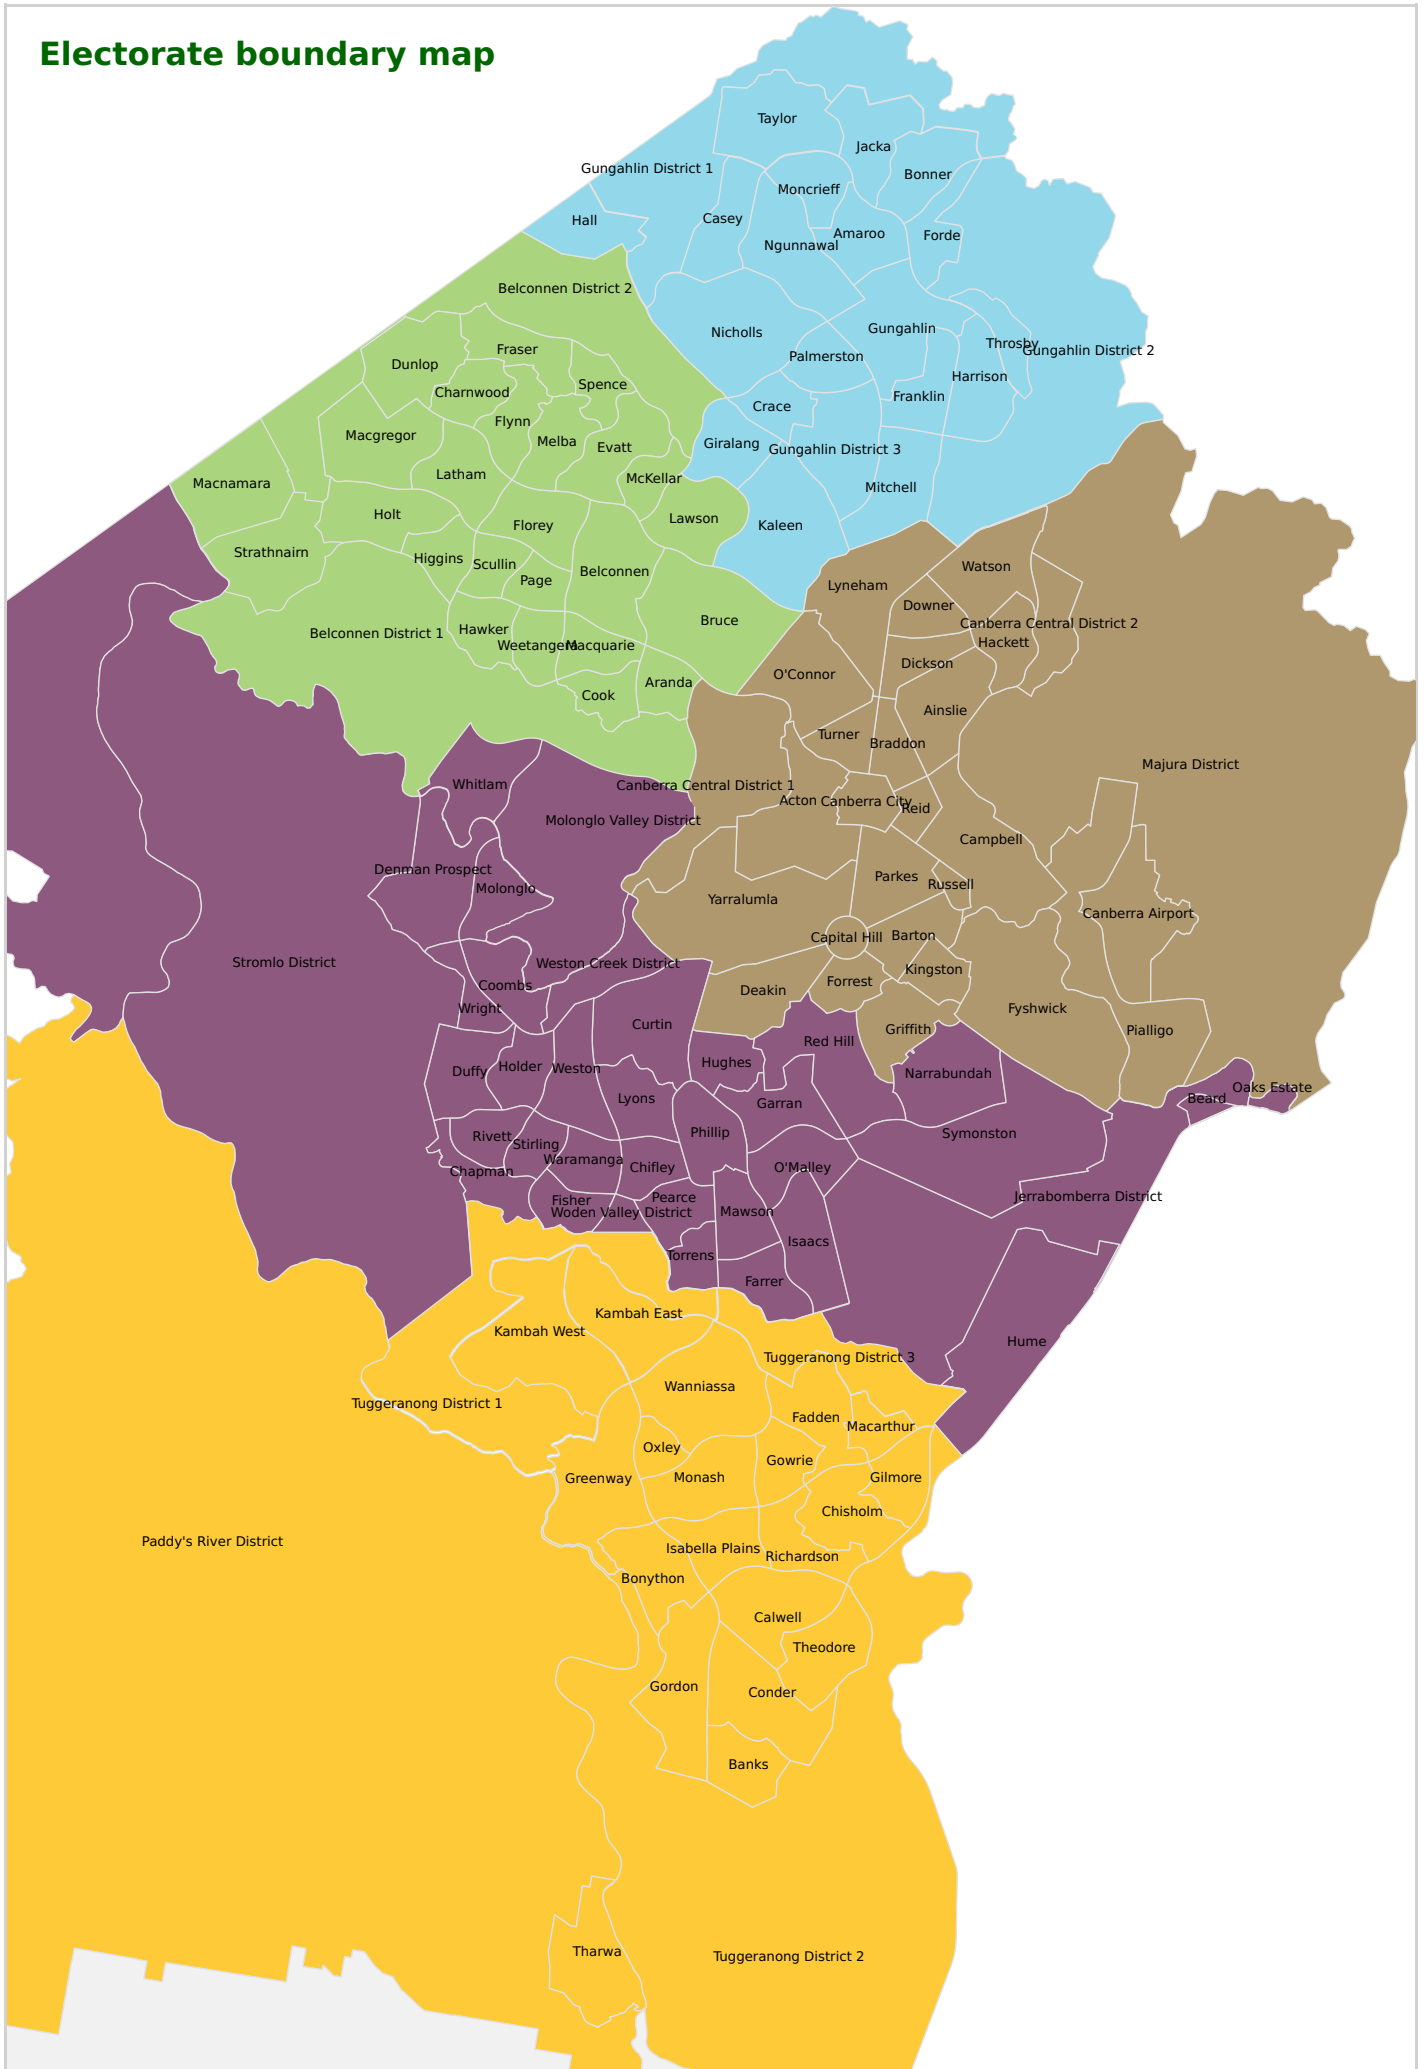 Electorate boundary map
Taylor
Jacka
Gungahlin District 1
Bonner
Moncrieff
Hall
Casey
Amaroo
Forde
Ngunnawal
Belconnen District 2
Nicholls
Gungahlin
Throsby
Gungahlin District 2
Fraser
Palmerston
Dunlop
Harrison
Spence
Charnwood
Franklin
Crace
Flynn
Macgregor
Melba
Evatt
Giralang
Gungahlin District 3
Latham
McKellar
Macnamara
Mitchell
Holt
Lawson
Florey
Kaleen
Strathnairn
Higgins
Scullin
Belconnen
Page
Watson
Lyneham
Downer
Bruce
Canberra Central District 2
Hawker
Belconnen District 1
Weetangera
Macquarie
Hackett
Dickson
O'Connor
Aranda
Cook
Ainslie
Turner
Braddon
Majura District
Whitlam
Canberra Central District 1
Acton
Canberra City
Reid
Molonglo Valley District
Campbell
Denman Prospect
Parkes
Russell
Molonglo
Yarralumla
Canberra Airport
Capital Hill
Barton
Stromlo District
Weston Creek District
Kingston
Forrest
Coombs
Deakin
Wright
Fyshwick
Curtin
Griffith
Pialligo
Red Hill
Hughes
Holder
Weston
Duffy
Narrabundah
Oaks Estate
Lyons
Beard
Garran
Phillip
Symonston
Rivett
Stirling
Waramanga
Chifley
O'Malley
Chapman
Pearce
Jerrabomberra District
Fisher
Woden Valley District
Mawson
Isaacs
Torrens
Farrer
Kambah East
Kambah West
Hume
Tuggeranong District 3
Wanniassa
Tuggeranong District 1
Fadden
Macarthur
Oxley
Gowrie
Greenway
Monash
Gilmore
Chisholm
Paddy's River District
Isabella Plains
Richardson
Bonython
Calwell
Theodore
Gordon
Conder
Banks
Tharwa
Tuggeranong District 2